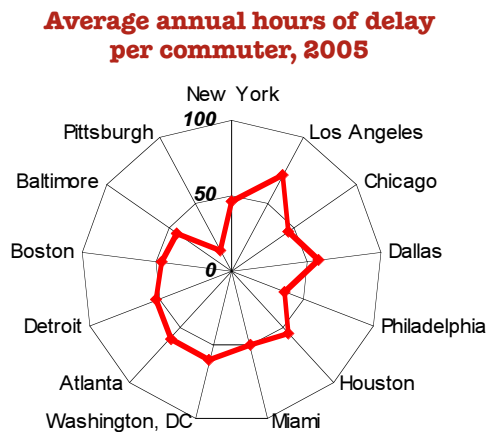 Average annual hours of delay
per commuter, 2005
New York
100
Pittsburgh
Los Angeles
Baltimore
Chicago
50
Boston
Dallas
0
Detroit
Philadelphia
Atlanta
Houston
Washington, DC
Miami